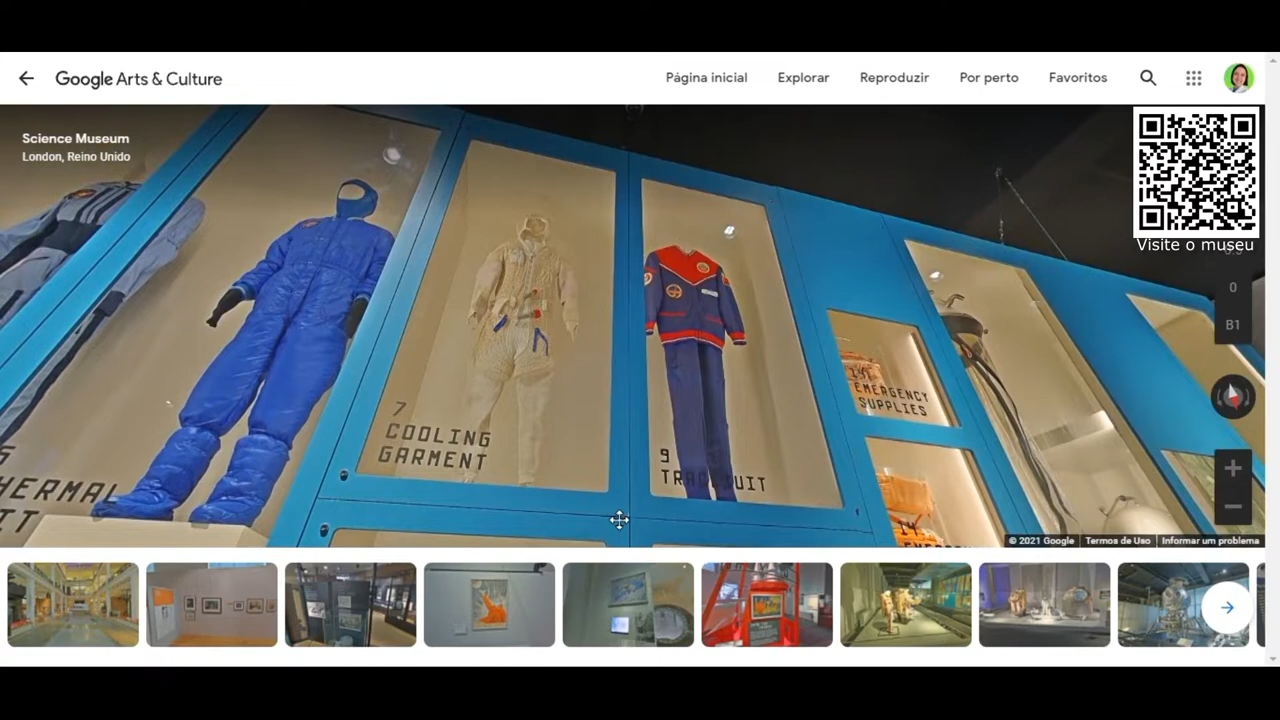 Google Arts & Culture
Página inicial
Explorar
Reproduzir
Por perto
Favoritos
Science Museum
London, Reino Unido
Visite o museu
0
B1
7
COOLING
GARMENT
9
EMERGENCY
SUPPLIES
14
© 2021 Google
Termos de Uso
Informar um problema